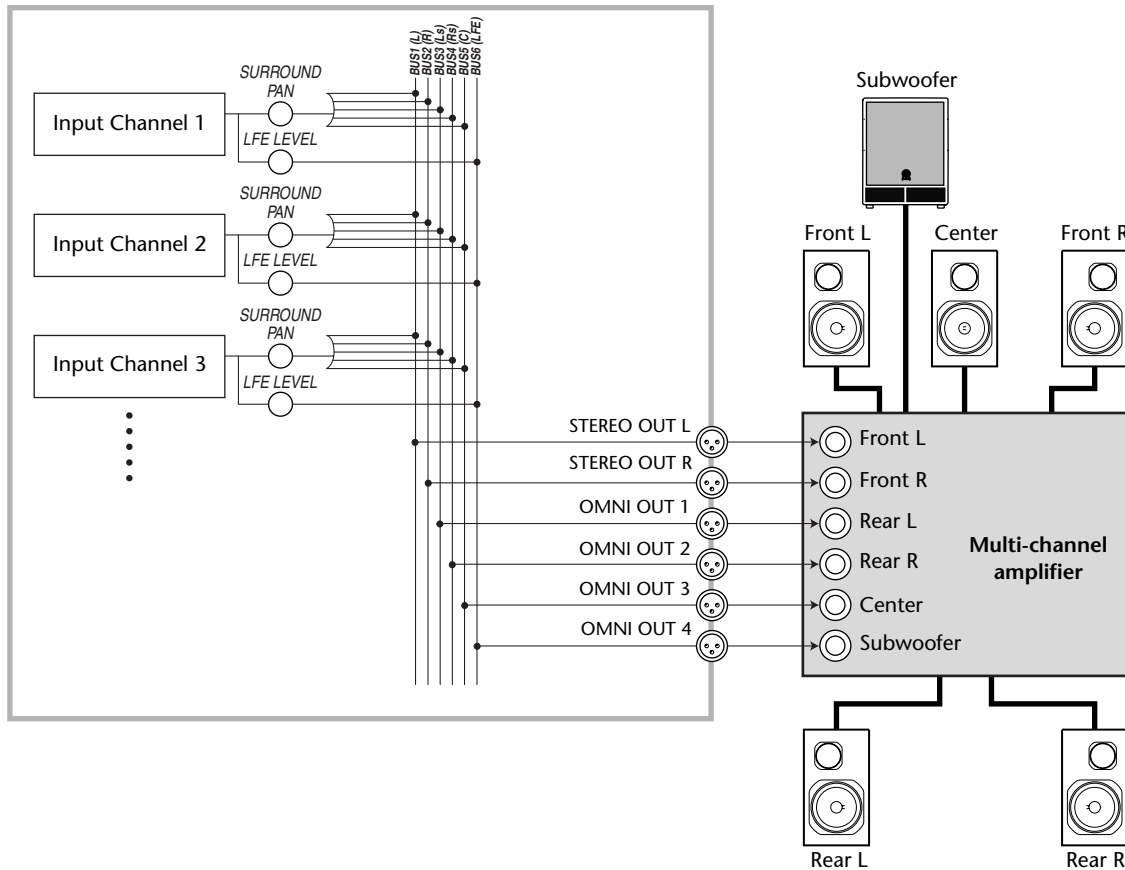 BUS1 (L)
BUS2 (R)
BUS3 (Ls)
BUS4 (Rs)
BUS5 (C)
BUS6 (LFE)
SURROUND
PAN
Input Channel 1
LFE LEVEL
SURROUND
PAN
Input Channel 2
LFE LEVEL
SURROUND
PAN
Input Channel 3
LFE LEVEL
STEREO OUT L
STEREO OUT R
OMNI OUT 1
OMNI OUT 2
OMNI OUT 3
OMNI OUT 4
Subwoofer
Front L
Center
Front R
Front L
Front R
Rear L
Rear R
Center
Subwoofer
Multi-channel
amplifier
Rear L
Rear R